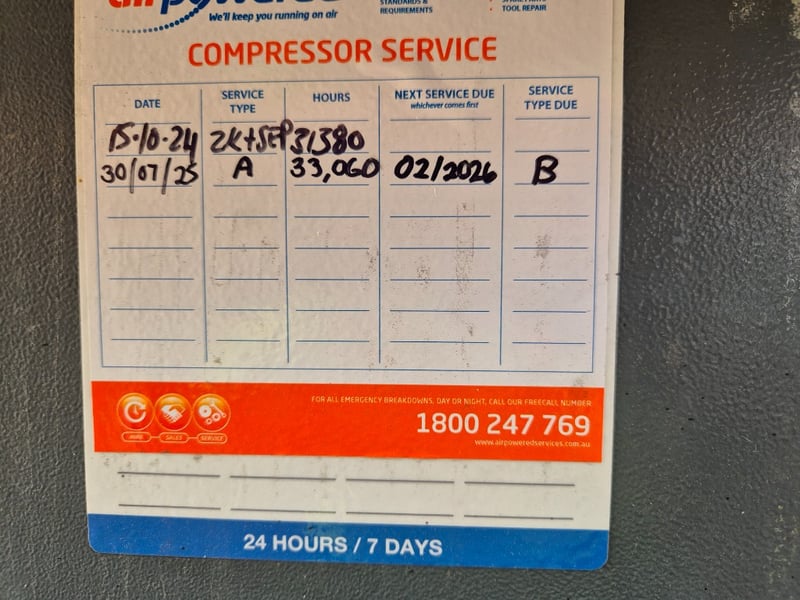 air powered
We'll keep you running on air
STANDARDS &
REQUIREMENTS
TOOL REPAIR
COMPRESSOR SERVICE
DATE SERVICE TYPE HOURS NEXT SERVICE DUE whichever comes first SERVICE TYPE DUE
15·10·24 2K+SEP 31380
30/07/25 A 33,060 02/2026 B
FOR ALL EMERGENCY BREAKDOWNS, DAY OR NIGHT, CALL OUR FREECALL NUMBER
1800 247 769
www.airpoweredservices.com.au
HIRE SALES SERVICE
24 HOURS / 7 DAYS